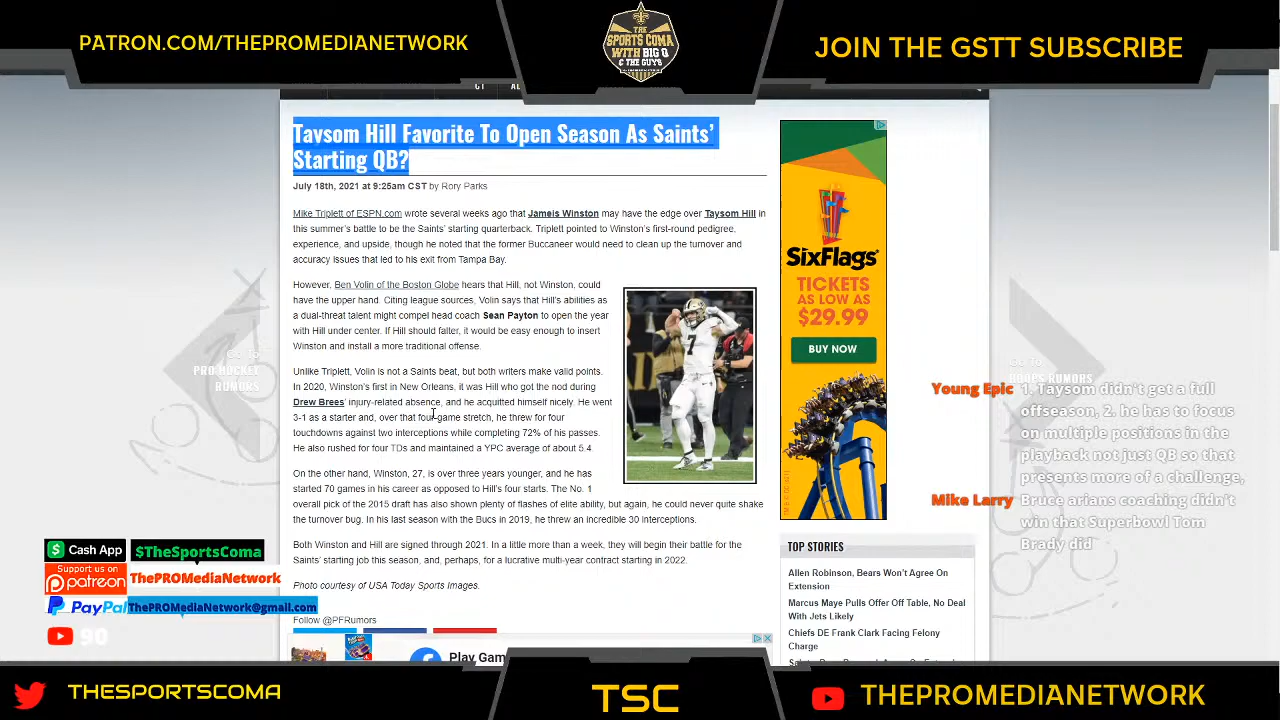 PATRON.COM/THEPROMEDIANETWORK
THE
SPORTS COMA
WITH BIG Q
& THE GUYS
JOIN THE GSTT SUBSCRIBE
CT
Taysom Hill Favorite To Open Season As Saints'
Starting QB?
July 18th, 2021 at 9:25am CST by Rory Parks
Mike Triplett of ESPN.com wrote several weeks ago that Jameis Winston may have the edge over Taysom Hill in
this summer's battle to be the Saints' starting quarterback. Triplett pointed to Winston's first-round pedigree,
experience, and upside, though he noted that the former Buccaneer would need to clean up the turnover and
accuracy issues that led to his exit from Tampa Bay.
However, Ben Volin of the Boston Globe hears that Hill, not Winston, could
have the upper hand. Citing league sources, Volin says that Hill's abilities as
a dual-threat talent might compel head coach Sean Payton to open the year
with Hill under center. If Hill should falter, it would be easy enough to insert
Winston and install a more traditional offense.
Unlike Triplett, Volin is not a Saints beat, but both writers make valid points.
In 2020, Winston's first in New Orleans, it was Hill who got the nod during
Drew Brees' injury-related absence, and he acquitted himself nicely. He went
3-1 as a starter and, over that four-game stretch, he threw for four
touchdowns against two interceptions while completing 72% of his passes.
He also rushed for four TDs and maintained a YPC average of about 5.4.
On the other hand, Winston, 27, is over three years younger, and he has
started 70 games in his career as opposed to Hill's four starts. The No. 1
overall pick of the 2015 draft has also shown plenty of flashes of elite ability, but again, he could never quite shake
the turnover bug. In his last season with the Bucs in 2019, he threw an incredible 30 interceptions.
Both Winston and Hill are signed through 2021. In a little more than a week, they will begin their battle for the
Saints' starting job this season, and, perhaps, for a lucrative multi-year contract starting in 2022.
Photo courtesy of USA Today Sports Images.
Follow @PFRumors
7
SixFlags
TICKETS
AS LOW AS
$29.99
BUY NOW
TOP STORIES
Allen Robinson, Bears Won't Agree On
Extension
Marcus Maye Pulls Offer Off Table, No Deal
With Jets Likely
Chiefs DE Frank Clark Facing Felony
Charge
Go To
PRO HOCKEY
RUMORS
Go To
HOOPS RUMORS
Young Epic 1. Taysom didn't get a full
offseason, 2. he has to focus
on multiple positions in the
playback not just QB so that
presents more of a challenge,
Mike Larry Bruce arians coaching didn't
win that Superbowl Tom
Brady did
Cash App $TheSportsComa
Support us on
patreon ThePROMediaNetwork
PayPal ThePROMediaNetwork@gmail.com
90
Play Gam
THESPORTSCOMA
TSC
THEPROMEDIANETWORK